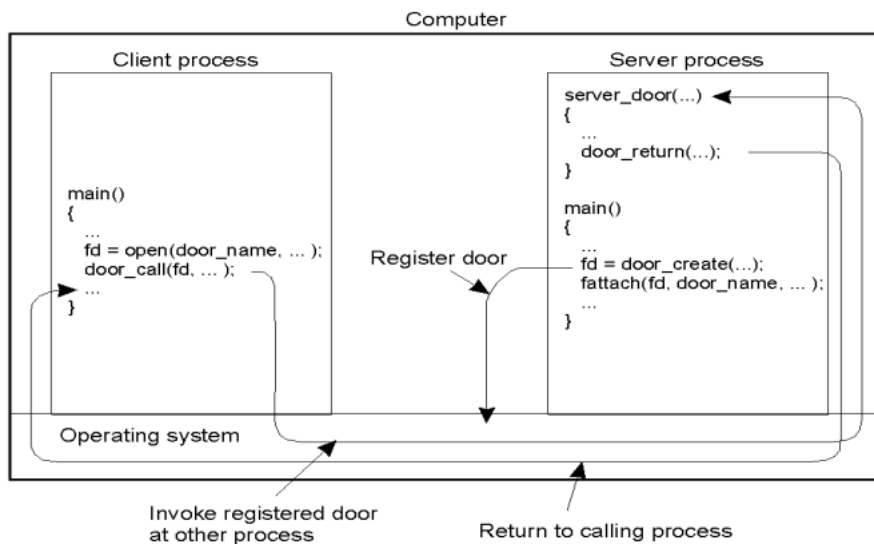 Computer
Client process
main()
{
...
fd = open(door_name, ... );
door_call(fd, ... );
...
}
Server process
server_door(...)
{
...
door_return(...);
}
main()
{
...
fd = door_create(...);
fattach(fd, door_name, ... );
...
}
Register door
Operating system
Invoke registered door
at other process
Return to calling process